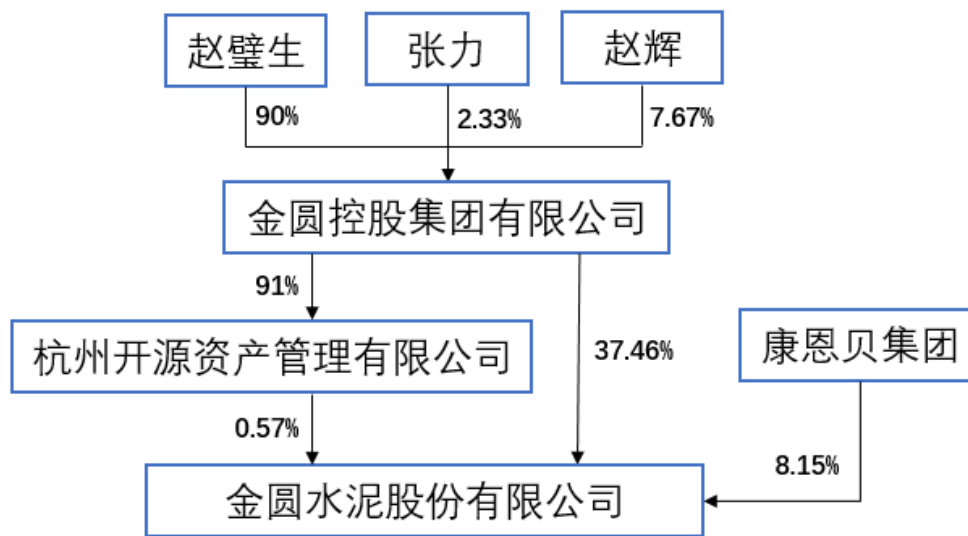 赵璧生
张力
赵辉
90%
2.33%
7.67%
金圆控股集团有限公司
91%
杭州开源资产管理有限公司
37.46%
康恩贝集团
0.57%
8.15%
金圆水泥股份有限公司